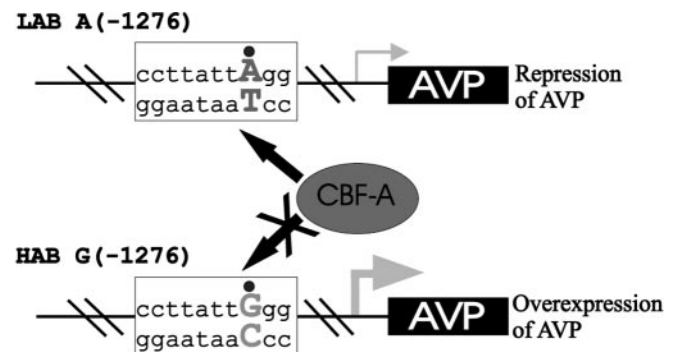 LAB A(-1276)
ccttattAgg
ggaataaTcc
AVP
Repression
of AVP
CBF-A
HAB G(-1276)
ccttattGgg
ggaataaCcc
AVP
Overexpression
of AVP